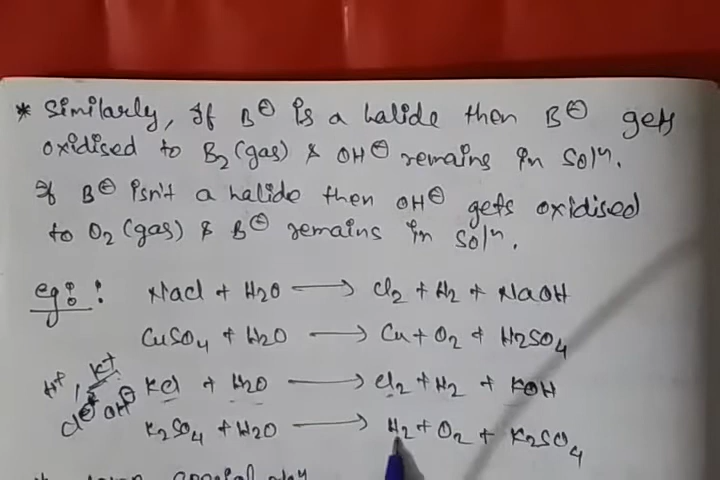 * Similarly, If B⊖ is a halide then B⊖ gets
oxidised to B₂(gas) & OH⊖ remains in Solⁿ.
If B⊖ isn't a halide then OH⊖ gets oxidised
to O₂(gas) & B⊖ remains in Solⁿ.
eg:!
NaCl + H₂O → Cl₂ + H₂ + NaOH
CuSO₄ + H₂O → Cu + O₂ + H₂SO₄
H⁺, K⁺
KCl + H₂O → Cl₂ + H₂ + KOH
Cl⊖ OH⊖
K₂SO₄ + H₂O → H₂ + O₂ + K₂SO₄